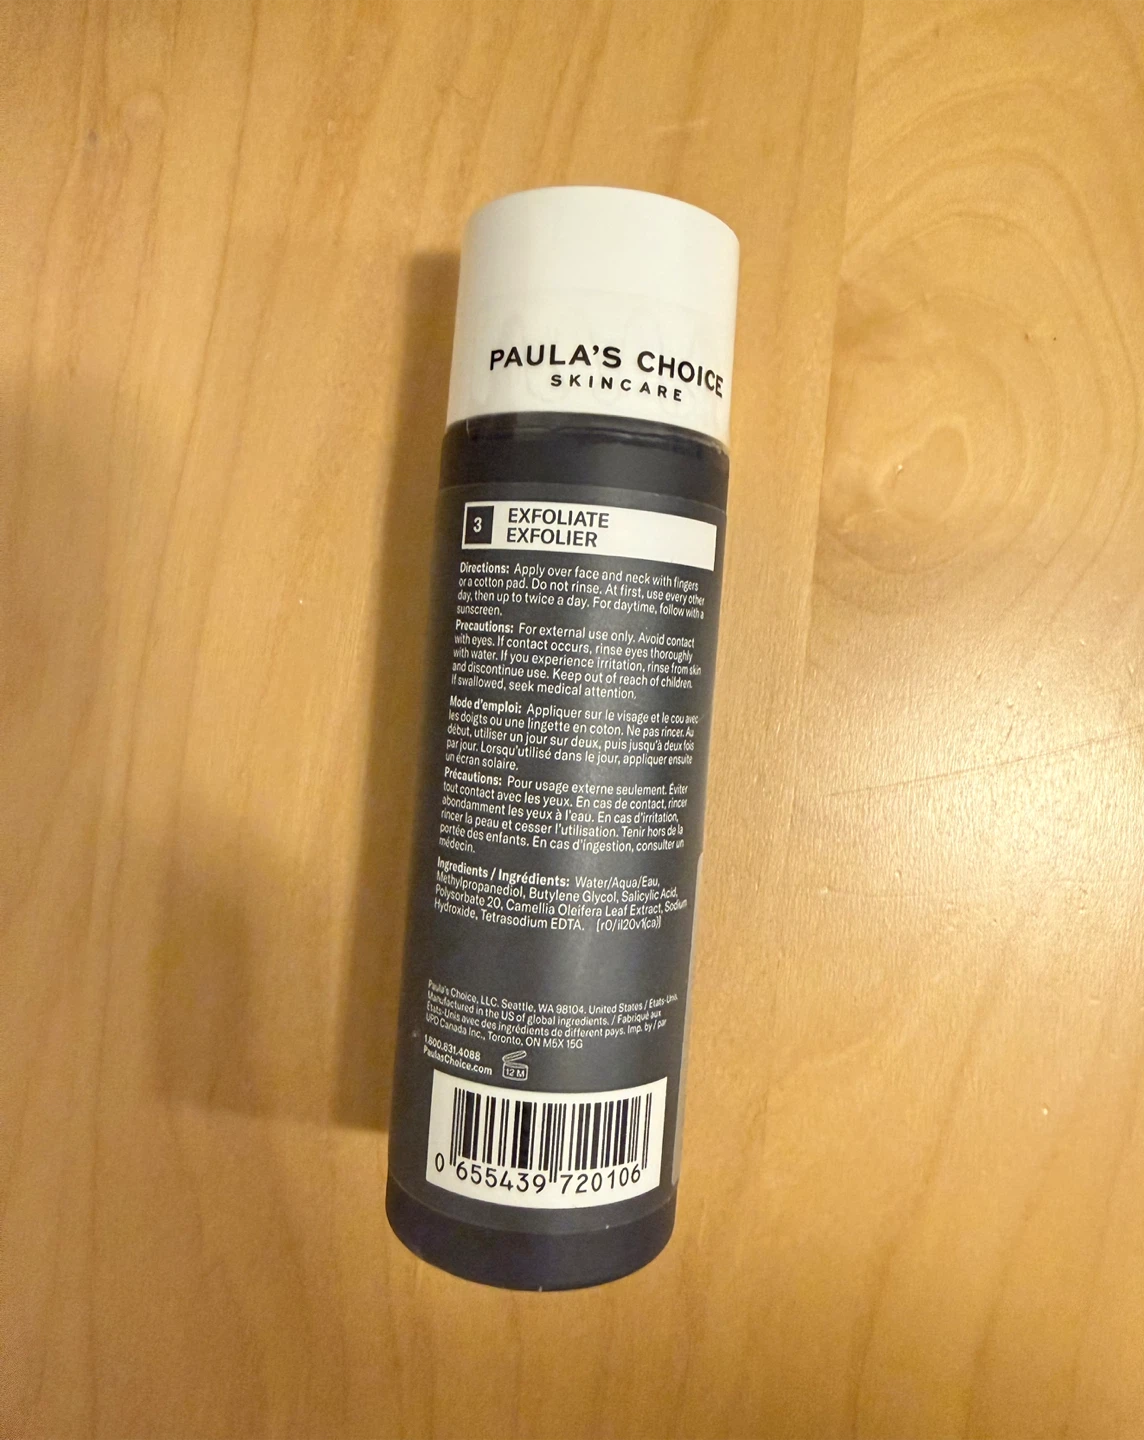 PAULA'S CHOICE
SKINCARE
3
EXFOLIATE
EXFOLIER
Directions: Apply over face and neck with fingers
or a cotton pad. Do not rinse. At first, use every other
day, then up to twice a day. For daytime, follow with a
sunscreen.
Precautions: For external use only. Avoid contact
with eyes. If contact occurs, rinse eyes thoroughly
with water. If you experience irritation, rinse from skin
and discontinue use. Keep out of reach of children.
If swallowed, seek medical attention.
Mode d'emploi: Appliquer sur le visage et le cou avec
les doigts ou une lingette en coton. Ne pas rincer. Au
début, utiliser un jour sur deux, puis jusqu'à deux fois
par jour. Lorsqu'utilisé dans le jour, appliquer ensuite
un écran solaire.
Précautions: Pour usage externe seulement. Éviter
tout contact avec les yeux. En cas de contact, rincer
abondamment les yeux à l'eau. En cas d'irritation,
rincer la peau et cesser l'utilisation. Tenir hors de la
portée des enfants. En cas d'ingestion, consulter un
médecin.
Ingredients / Ingrédients: Water/Aqua/Eau,
Methylpropanediol, Butylene Glycol, Salicylic Acid,
Polysorbate 20, Camellia Oleifera Leaf Extract, Sodium
Hydroxide, Tetrasodium EDTA. [r0/il20v1(ca)]
Paula's Choice, LLC. Seattle, WA 98104. United States / États-Unis.
Manufactured in the US of global ingredients. / Fabriqué aux
États-Unis avec des ingrédients de différent pays. Imp. by / par
UPD Canada Inc., Toronto, ON M5X 1S6
1.800.831.4088
PaulasChoice.com
12 M
0 655439 720106